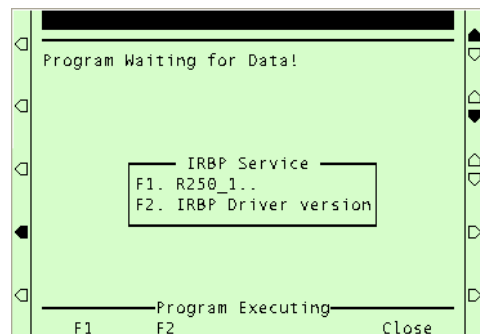 Program Waiting for Data!
IRBP Service
F1. R250_1..
F2. IRBP Driver version
Program Executing
F1 F2 Close